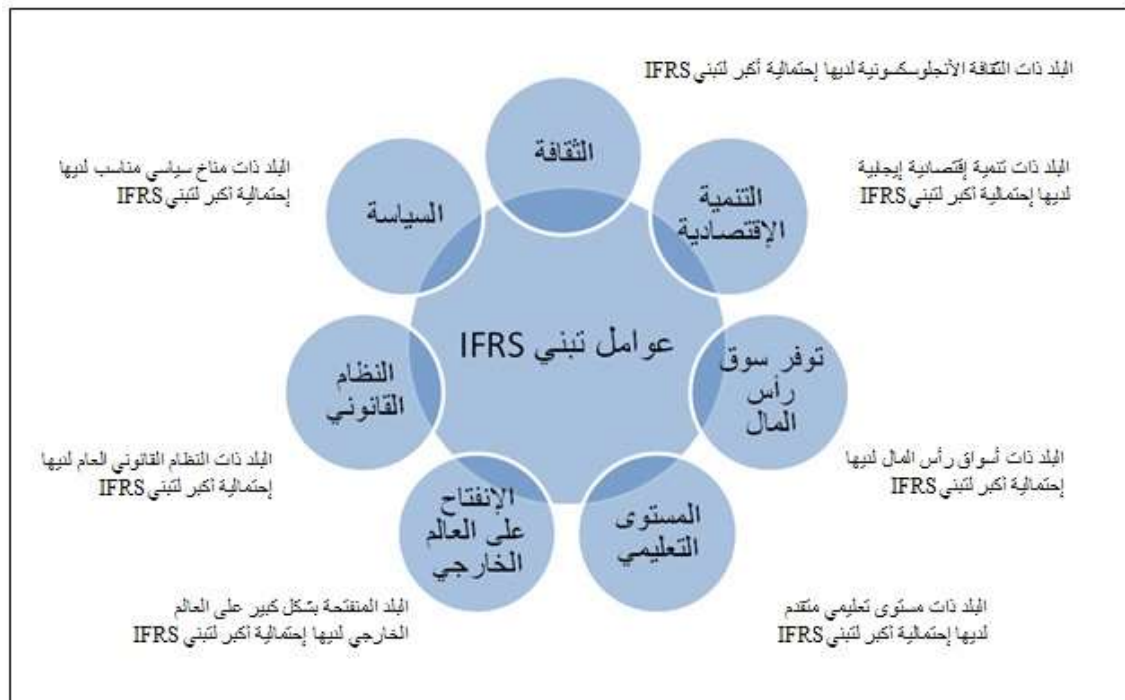 البلد ذات الثقافة الأنجلوسكسونية لديها إحتمالية أكبر لتبني IFRS
الثقافة
البلد ذات تنمية إقتصادية إيجابية
لديها إحتمالية أكبر لتبني IFRS
التنمية
الإقتصادية
توفر سوق
رأس
المال
البلد ذات أسواق رأس المال لديها
إحتمالية أكبر لتبني IFRS
المستوى
التعليمي
البلد ذات مستوى تعليمي متقدم
لديها إحتمالية أكبر لتبني IFRS
الإنفتاح
على العالم
الخارجي
البلد المنفتحة بشكل كبير على العالم
الخارجي لديها إحتمالية أكبر لتبني IFRS
النظام
القانوني
البلد ذات النظام القانوني العام لديها
إحتمالية أكبر لتبني IFRS
السياسة
البلد ذات مناخ سياسي مناسب لديها
إحتمالية أكبر لتبني IFRS
عوامل تبني IFRS